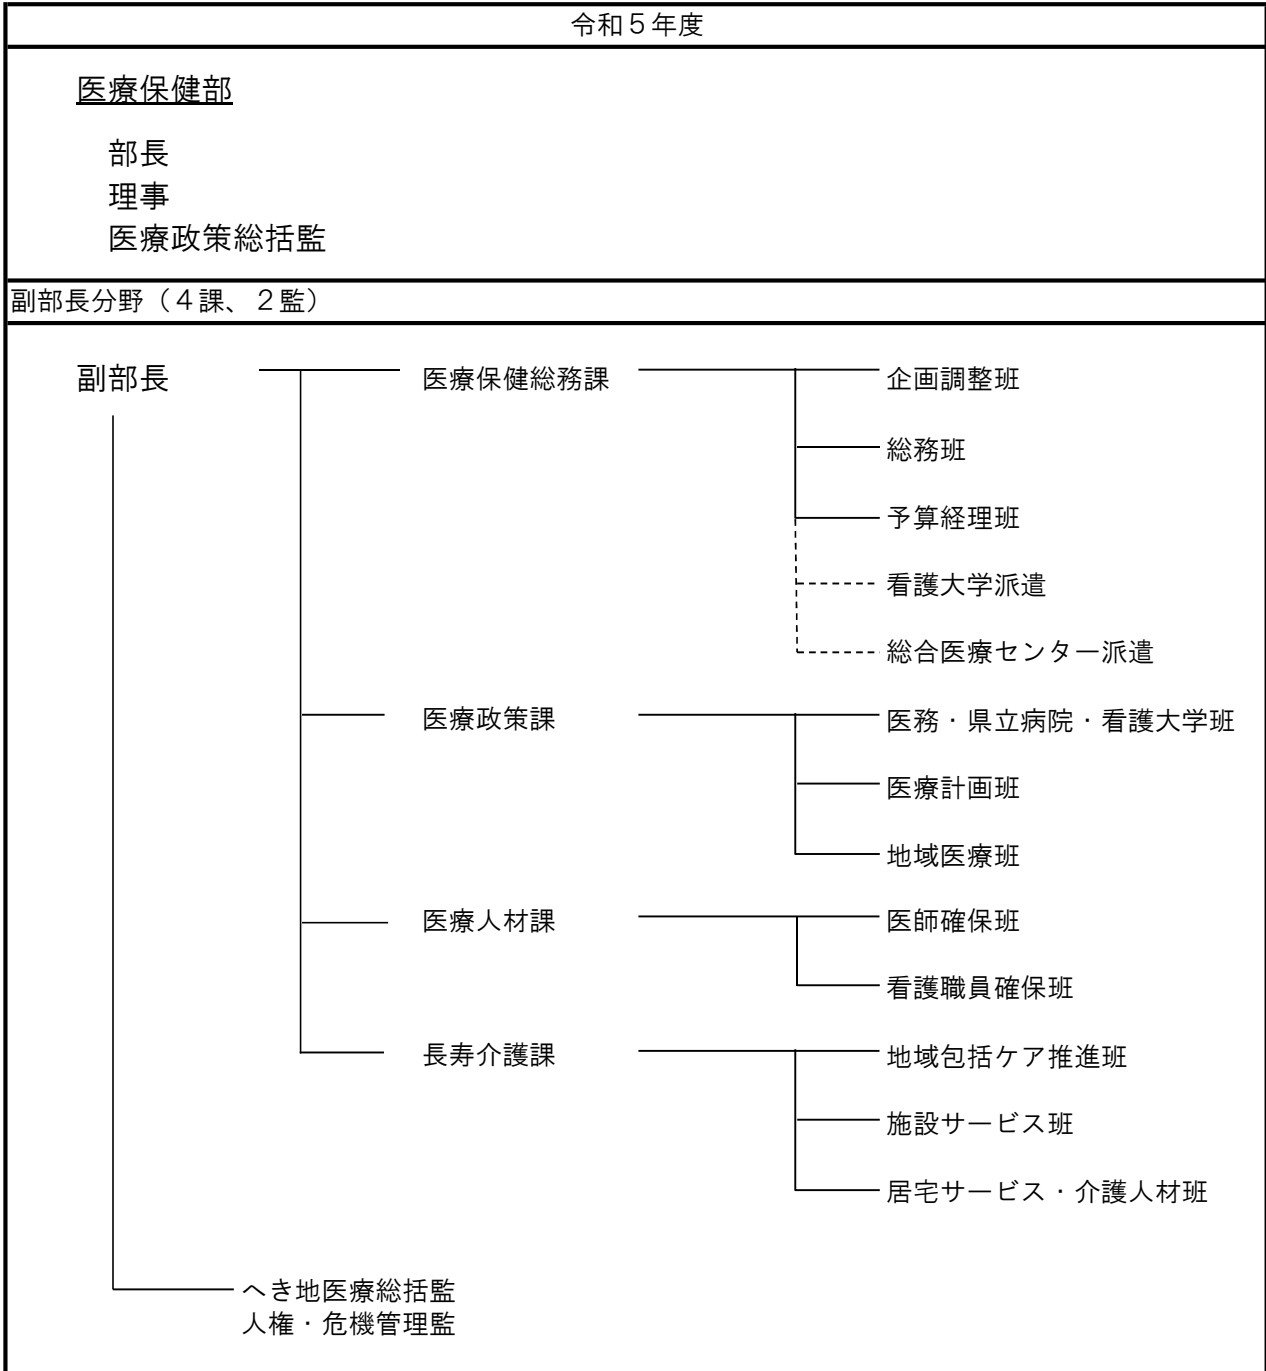 令和５年度
医療保健部
部長
理事
医療政策総括監
副部長分野（４課、２監）
副部長
医療保健総務課
企画調整班
総務班
予算経理班
看護大学派遣
総合医療センター派遣
医療政策課
医務・県立病院・看護大学班
医療計画班
地域医療班
医療人材課
医師確保班
看護職員確保班
長寿介護課
地域包括ケア推進班
施設サービス班
居宅サービス・介護人材班
へき地医療総括監
人権・危機管理監